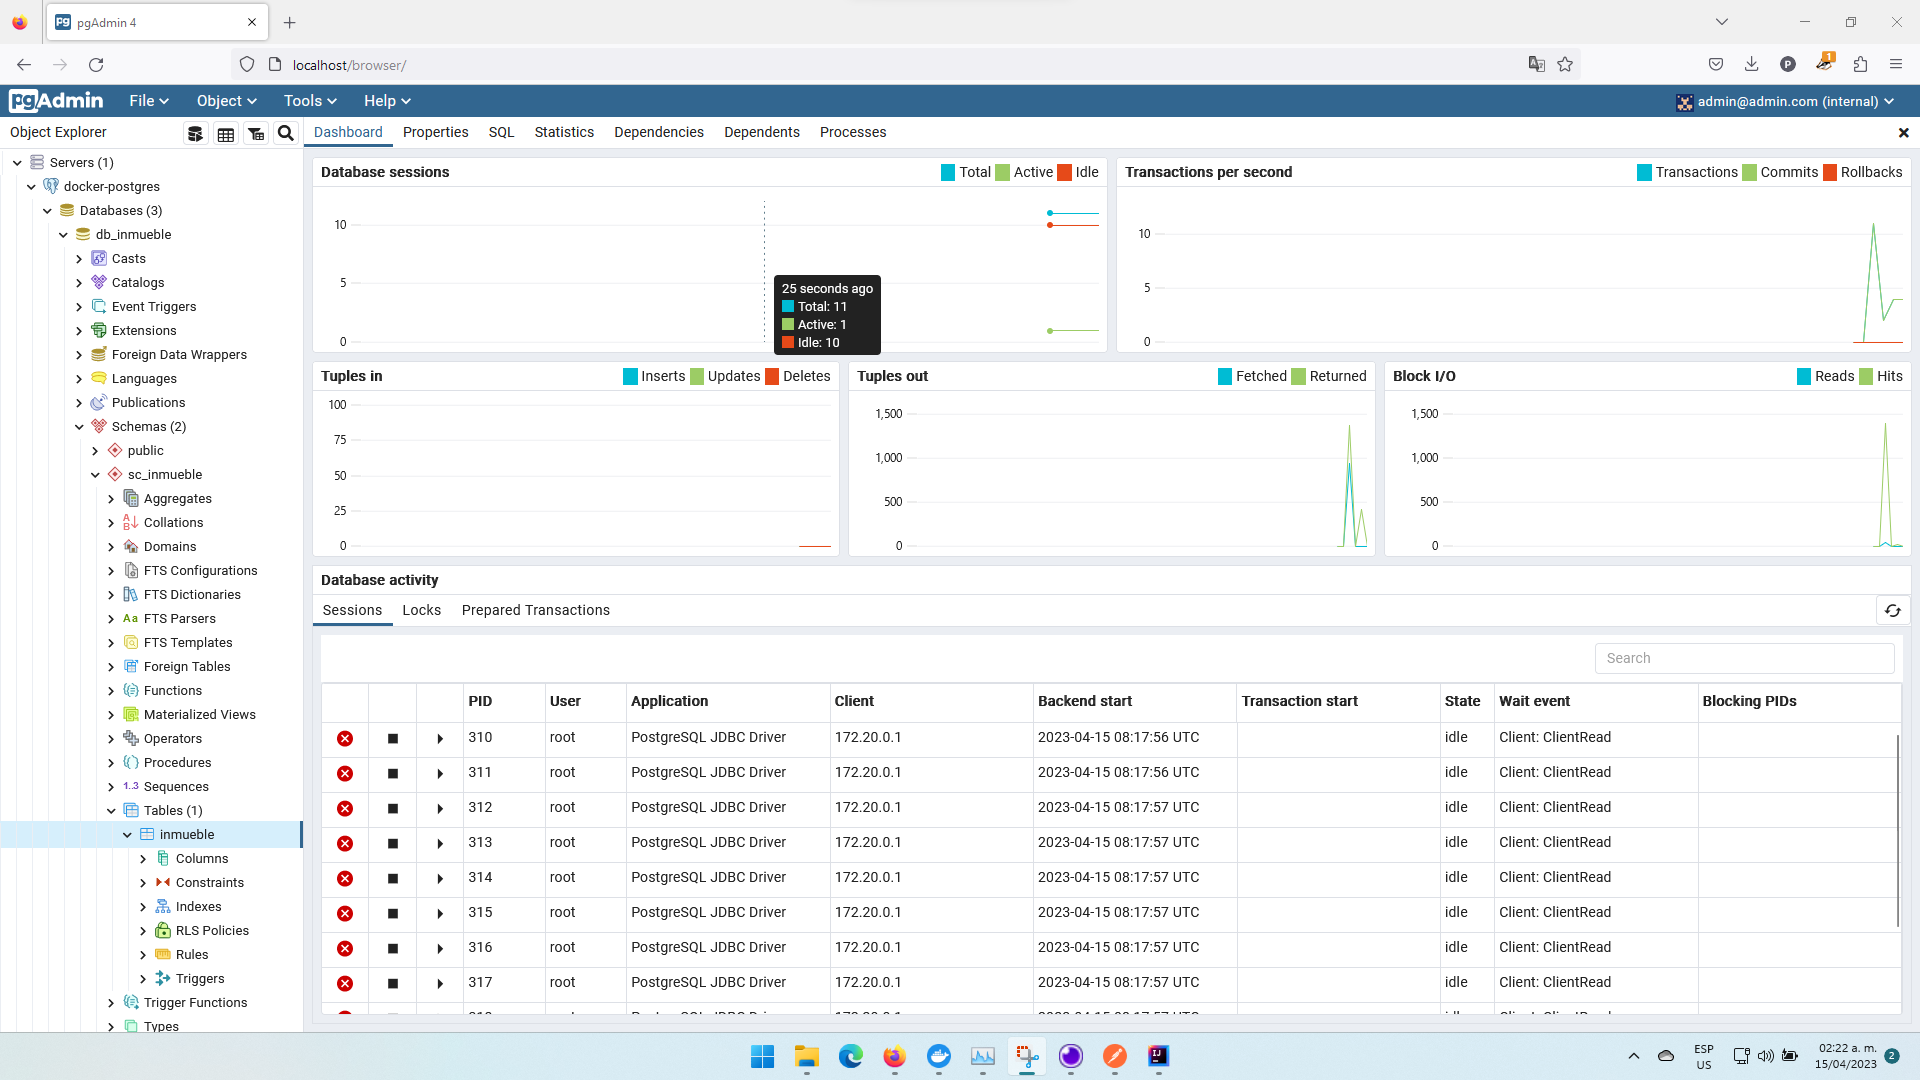 pgAdmin 4
localhost/browser/
1
pgAdmin File Object Tools Help admin@admin.com (internal)
Object Explorer
Dashboard Properties SQL Statistics Dependencies Dependents Processes
Servers (1)
docker-postgres
Databases (3)
db_inmueble
Casts
Catalogs
Event Triggers
Extensions
Foreign Data Wrappers
Languages
Publications
Schemas (2)
public
sc_inmueble
Aggregates
Collations
Domains
FTS Configurations
FTS Dictionaries
Aa FTS Parsers
FTS Templates
Foreign Tables
Functions
Materialized Views
Operators
Procedures
1..3 Sequences
Tables (1)
inmueble
Columns
Constraints
Indexes
RLS Policies
Rules
Triggers
Trigger Functions
Types
Database sessions Total Active Idle
10
5
0
25 seconds ago
Total: 11
Active: 1
Idle: 10
Transactions per second Transactions Commits Rollbacks
10
5
0
Tuples in Inserts Updates Deletes
100
75
50
25
0
Tuples out Fetched Returned
1,500
1,000
500
0
Block I/O Reads Hits
1,500
1,000
500
0
Database activity
Sessions Locks Prepared Transactions
Search
PID User Application Client Backend start Transaction start State Wait event Blocking PIDs
310 root PostgreSQL JDBC Driver 172.20.0.1 2023-04-15 08:17:56 UTC idle Client: ClientRead
311 root PostgreSQL JDBC Driver 172.20.0.1 2023-04-15 08:17:56 UTC idle Client: ClientRead
312 root PostgreSQL JDBC Driver 172.20.0.1 2023-04-15 08:17:57 UTC idle Client: ClientRead
313 root PostgreSQL JDBC Driver 172.20.0.1 2023-04-15 08:17:57 UTC idle Client: ClientRead
314 root PostgreSQL JDBC Driver 172.20.0.1 2023-04-15 08:17:57 UTC idle Client: ClientRead
315 root PostgreSQL JDBC Driver 172.20.0.1 2023-04-15 08:17:57 UTC idle Client: ClientRead
316 root PostgreSQL JDBC Driver 172.20.0.1 2023-04-15 08:17:57 UTC idle Client: ClientRead
317 root PostgreSQL JDBC Driver 172.20.0.1 2023-04-15 08:17:57 UTC idle Client: ClientRead
ESP
US
02:22 a. m.
15/04/2023
2